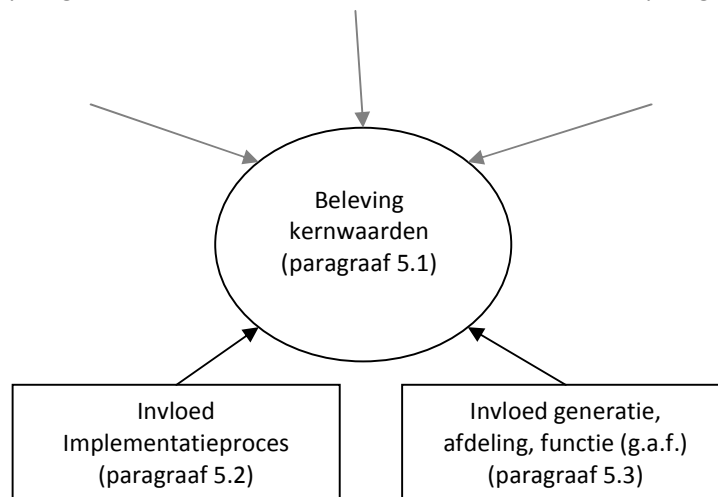 Beleving
kernwaarden
(paragraaf 5.1)
Invloed
Implementatieproces
(paragraaf 5.2)
Invloed generatie,
afdeling, functie (g.a.f.)
(paragraaf 5.3)